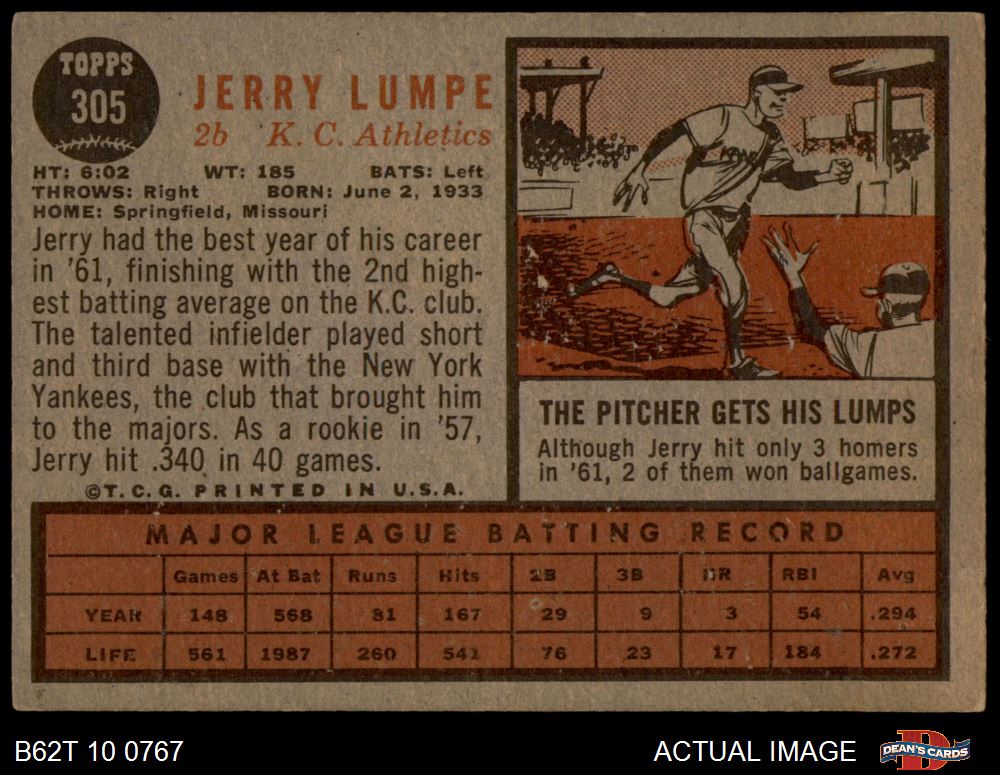 TOPPS
305
JERRY LUMPE
2b K. C. Athletics
HT: 6:02 WT: 185 BATS: Left
THROWS: Right BORN: June 2, 1933
HOME: Springfield, Missouri
Jerry had the best year of his career
in '61, finishing with the 2nd high-
est batting average on the K.C. club.
The talented infielder played short
and third base with the New York
Yankees, the club that brought him
to the majors. As a rookie in '57,
Jerry hit .340 in 40 games.
©T.C.G. PRINTED IN U.S.A.
THE PITCHER GETS HIS LUMPS
Although Jerry hit only 3 homers
in '61, 2 of them won ballgames.
MAJOR LEAGUE BATTING RECORD
Games At Bat Runs Hits 2B 3B HR RBI Avg
YEAR 148 568 81 167 29 9 3 54 .294
LIFE 561 1987 260 541 76 23 17 184 .272
B62T 10 0767
ACTUAL IMAGE
DEAN'S CARDS